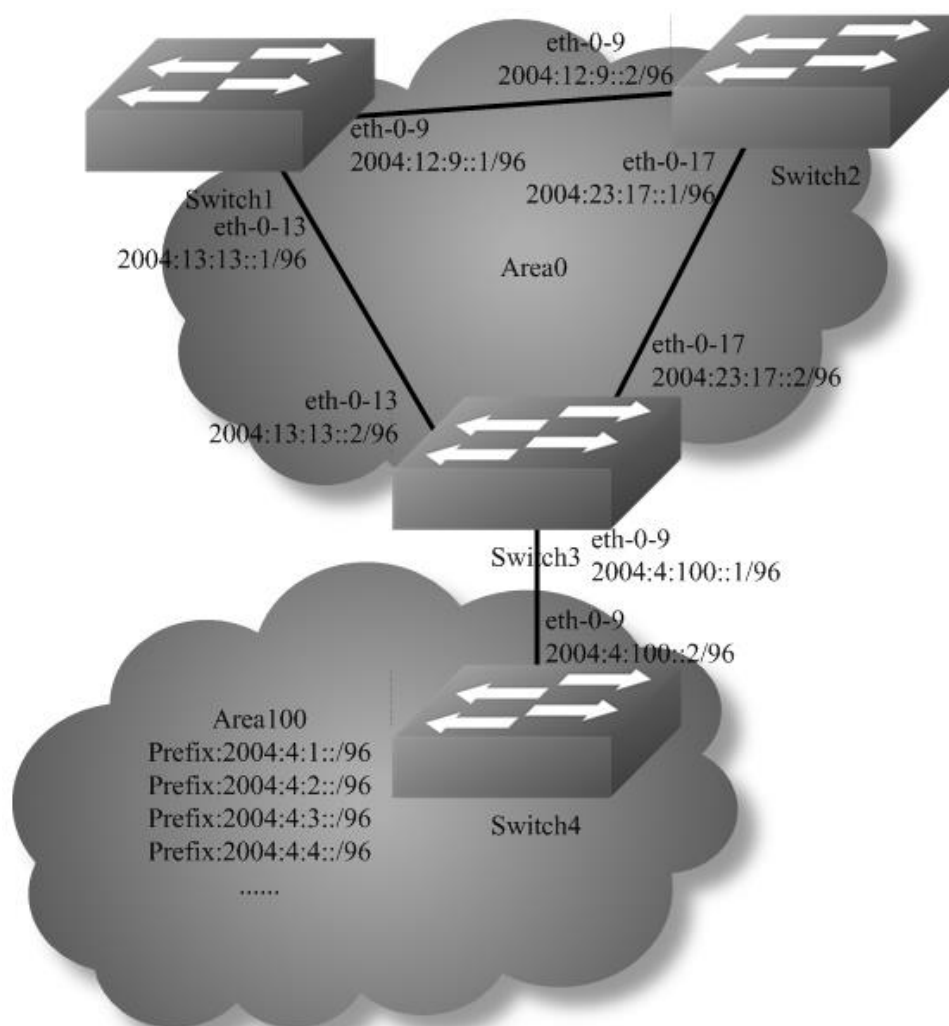 eth-0-9
2004:12:9::2/96
eth-0-9
2004:12:9::1/96
eth-0-17
2004:23:17::1/96
Switch2
Switch1
eth-0-13
2004:13:13::1/96
Area0
eth-0-17
2004:23:17::2/96
eth-0-13
2004:13:13::2/96
Switch3
eth-0-9
2004:4:100::1/96
eth-0-9
2004:4:100::2/96
Area100
Prefix:2004:4:1::/96
Prefix:2004:4:2::/96
Prefix:2004:4:3::/96
Prefix:2004:4:4::/96
......
Switch4